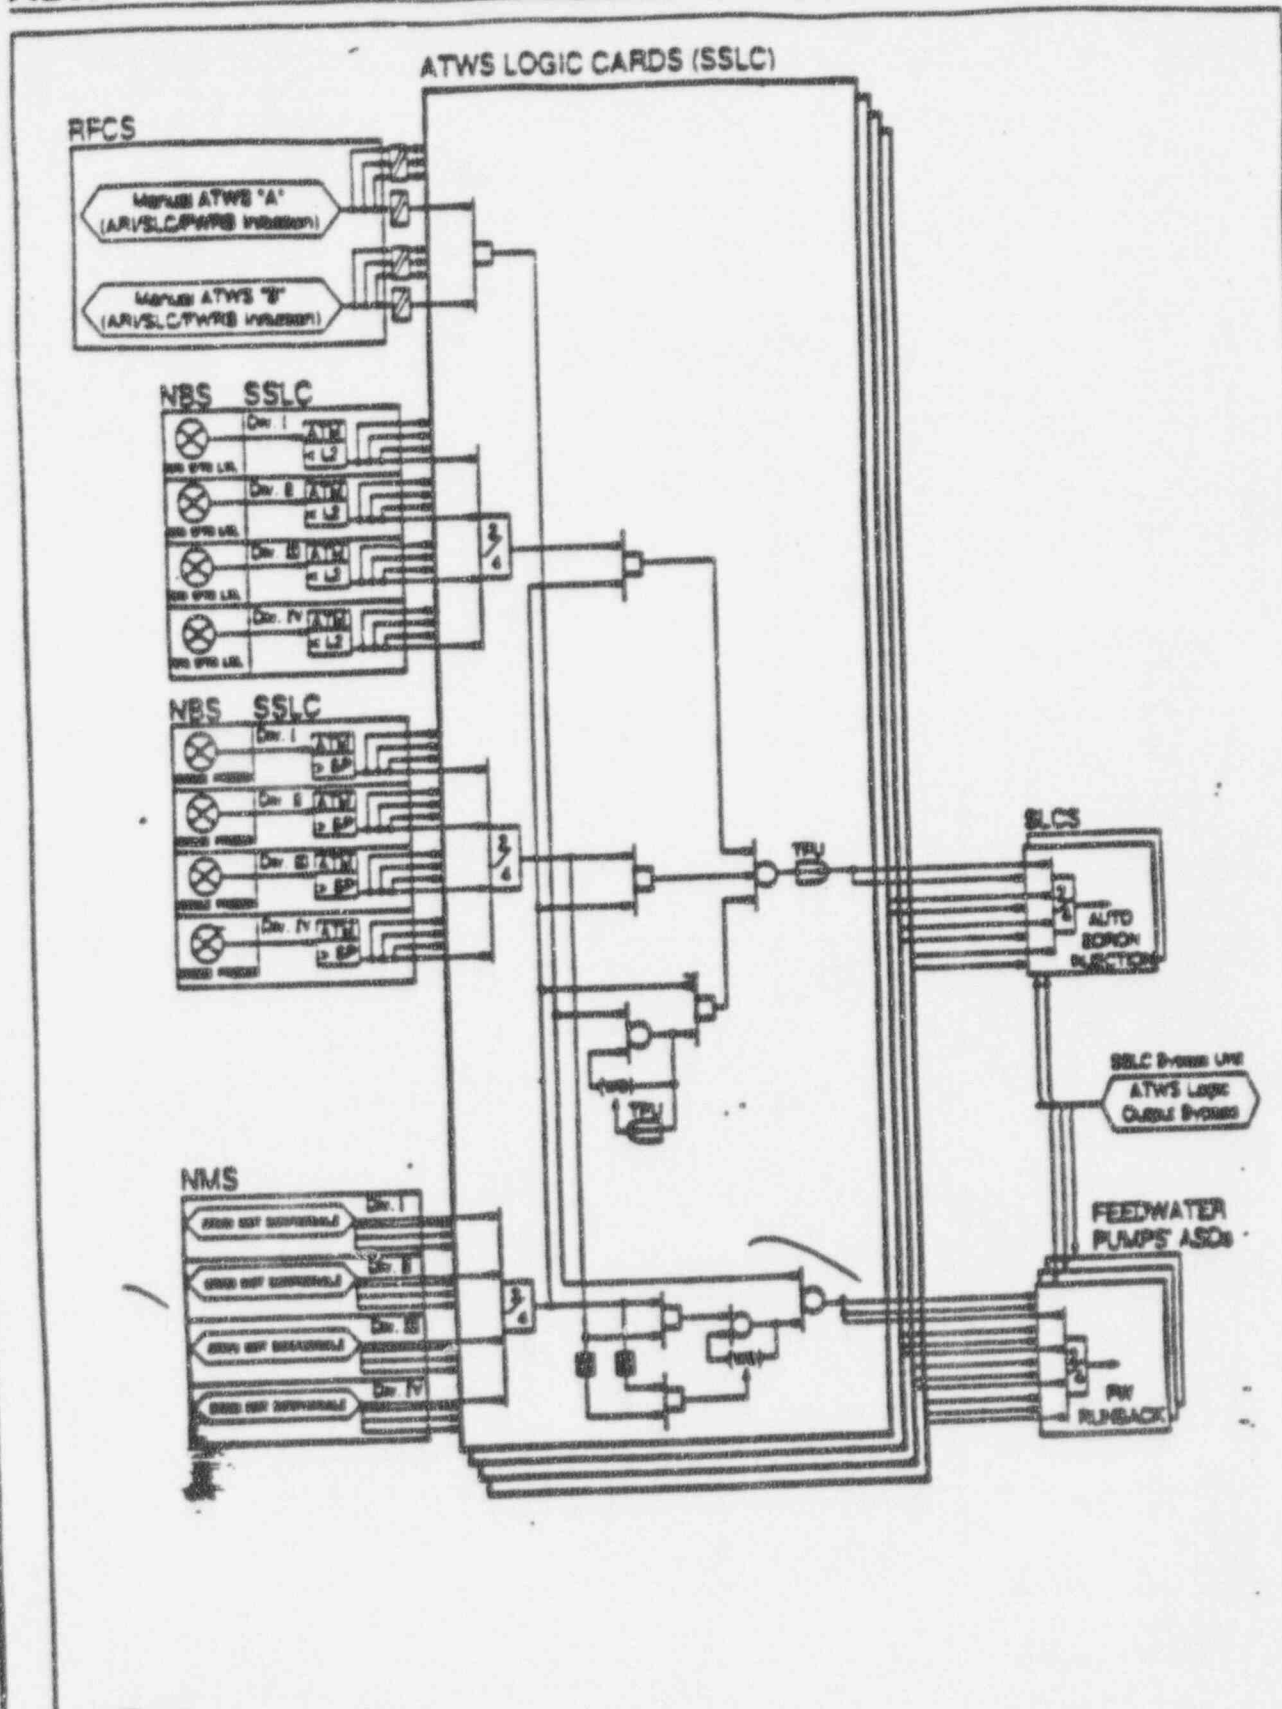 ATWS LOGIC CARDS (SSLC)
RFCS
Manual ATWS "A"
(ARI/SLC/FWRB Initiation)
Manual ATWS "B"
(ARI/SLC/FWRB Initiation)
NBS SSLC
Div. I
ATM
< L2
Div. II
ATM
< L2
Div. III
ATM
< L2
Div. IV
ATM
< L2
2/4
NBS SSLC
Div. I
ATM
> SP
Div. II
ATM
> SP
Div. III
ATM
> SP
Div. IV
ATM
> SP
2/4
TPU
SLCS
AUTO
BORON
INJECTION
TPU
SSLC Bypass Unit
ATWS Logic
Output Bypass
NMS
Div. I
Div. II
Div. III
Div. IV
2/4
FEEDWATER
PUMPS' ASDs
FW
RUNBACK